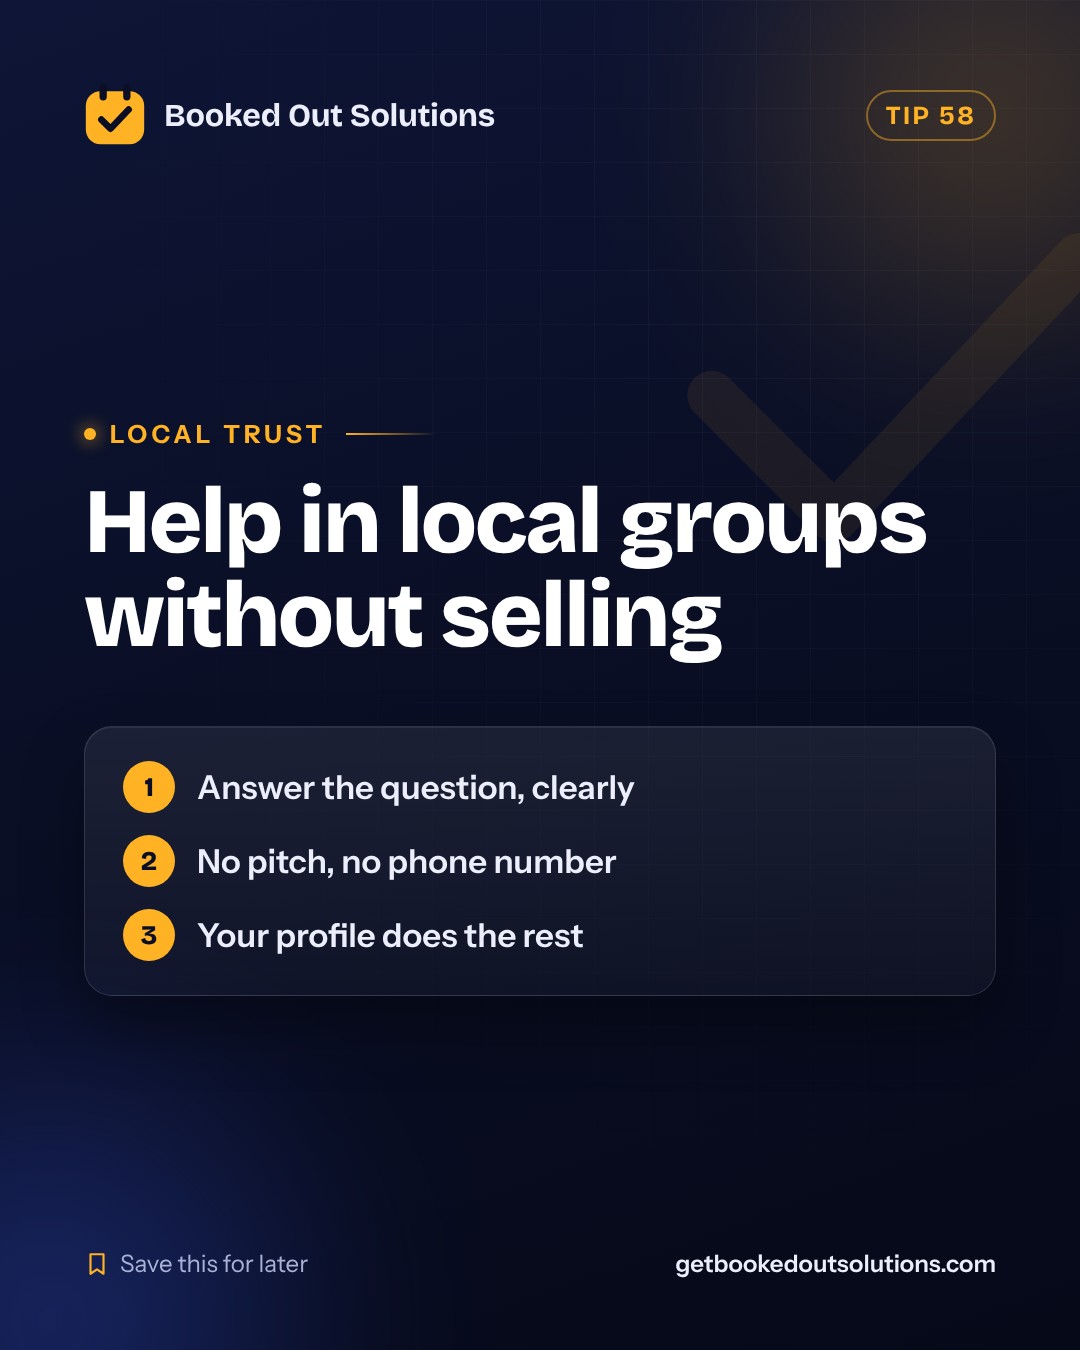 Booked Out Solutions
TIP 58
LOCAL TRUST
Help in local groups
without selling
1 Answer the question, clearly
2 No pitch, no phone number
3 Your profile does the rest
Save this for later
getbookedoutsolutions.com